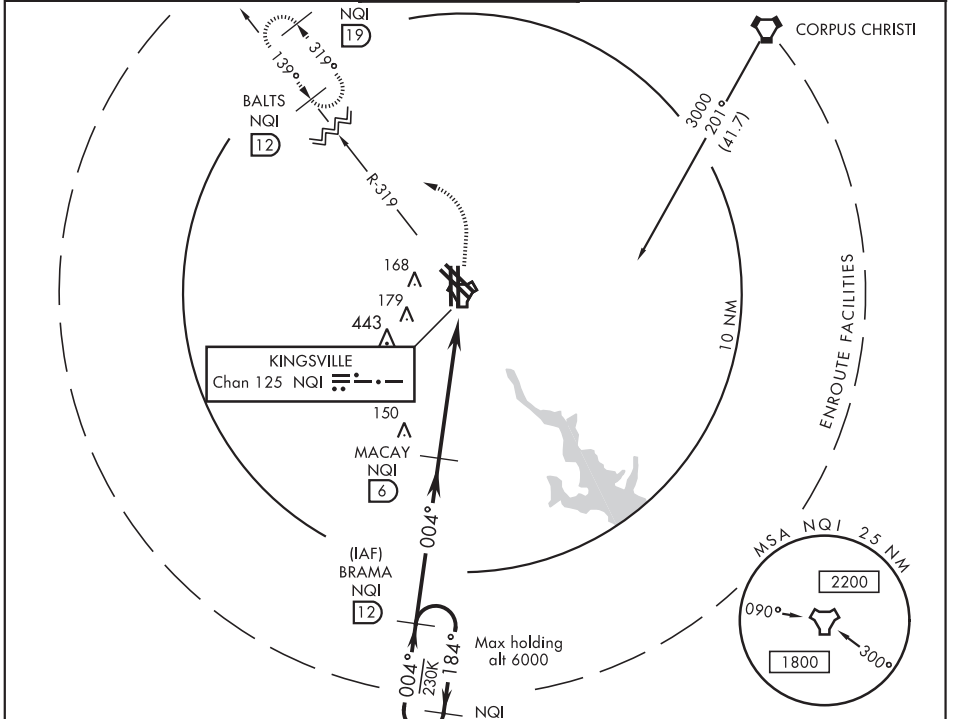 NQI
19
CORPUS CHRISTI
319°
139°
BALTS
NQI
12
3000
201°
(41.7)
R-319
168
179
443
10 NM
ENROUTE FACILITIES
KINGSVILLE
Chan 125 NQI
150
MACAY
NQI
6
004°
(IAF)
BRAMA
NQI
12
MSA NQI 25 NM
2200
090°
1800
300°
Max holding
alt 6000
004°
230K
184°
NQI